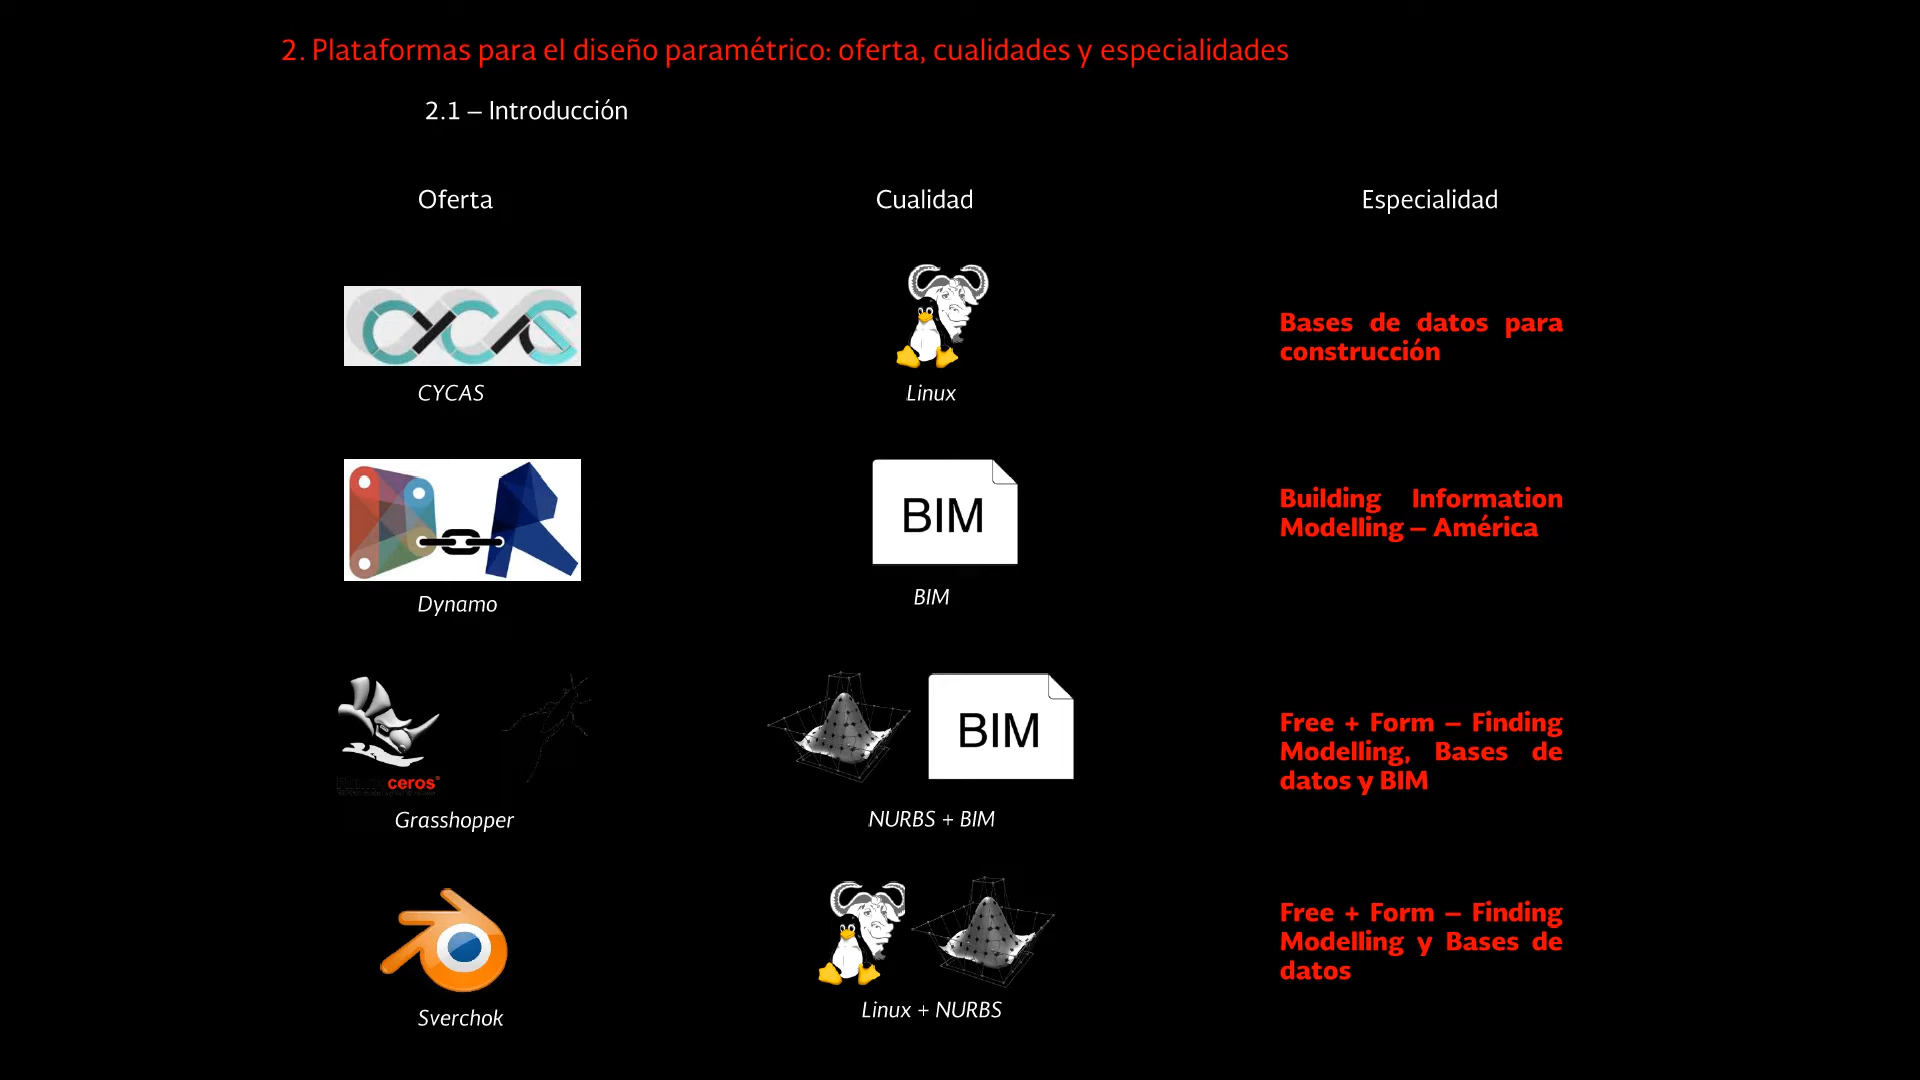 2. Plataformas para el diseño paramétrico: oferta, cualidades y especialidades
2.1 – Introducción
Oferta
Cualidad
Especialidad
CYCAS
CYCAS
Linux
Bases de datos para
construcción
Dynamo
BIM
BIM
Building Information
Modelling – América
ceros®
Grasshopper
BIM
NURBS + BIM
Free + Form – Finding
Modelling, Bases de
datos y BIM
Sverchok
Linux + NURBS
Free + Form – Finding
Modelling y Bases de
datos